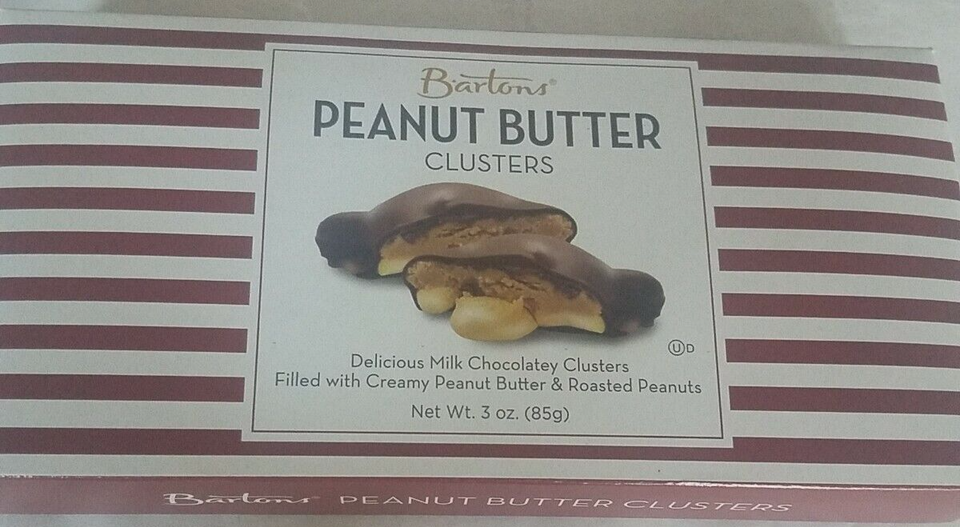 Bartons®
PEANUT BUTTER
CLUSTERS
ⓊD
Delicious Milk Chocolatey Clusters
Filled with Creamy Peanut Butter & Roasted Peanuts
Net Wt. 3 oz. (85g)
Bartons® PEANUT BUTTER CLUSTERS